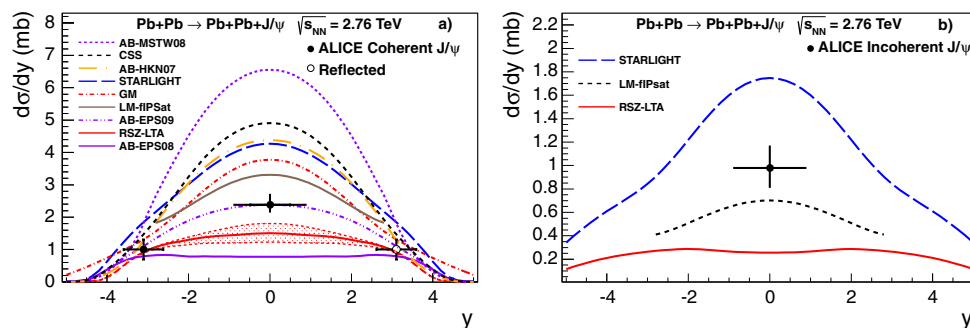 Pb+Pb → Pb+Pb+J/ψ √sNN = 2.76 TeV a)
dσ/dy (mb)
AB-MSTW08
CSS
AB-HKN07
STARLIGHT
GM
LM-fIPSat
AB-EPS09
RSZ-LTA
AB-EPS08
ALICE Coherent J/ψ
Reflected
8
7
6
5
4
3
2
1
0
-4 -2 0 2 4
y
Pb+Pb → Pb+Pb+J/ψ √sNN = 2.76 TeV b)
dσ/dy (mb)
ALICE Incoherent J/ψ
STARLIGHT
LM-fIPsat
RSZ-LTA
2.2
2
1.8
1.6
1.4
1.2
1
0.8
0.6
0.4
0.2
-4 -2 0 2 4
y